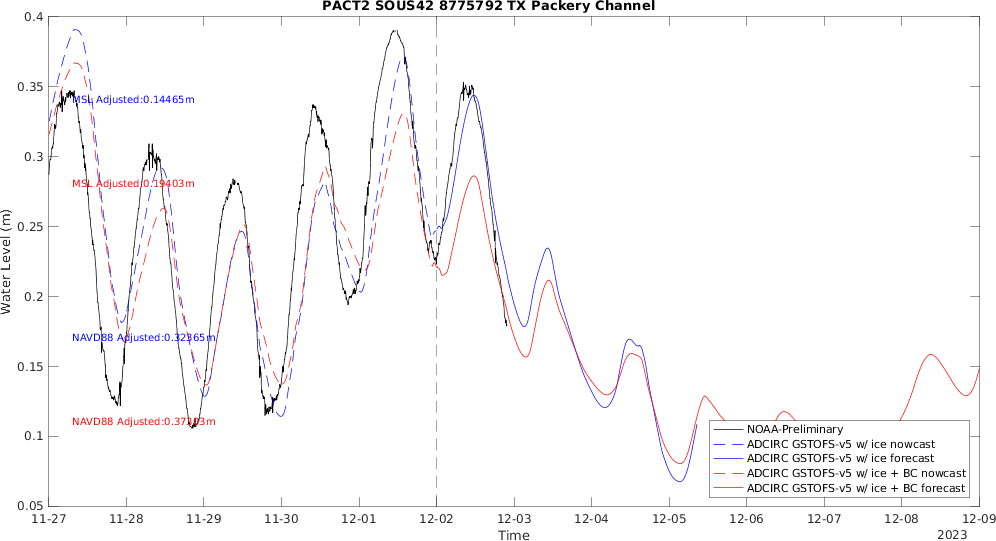 PACT2 SOUS42 8775792 TX Packery Channel
0.4
0.35
0.3
0.25
0.2
0.15
0.1
0.05
Water Level (m)
MSL Adjusted:0.14465m
MSL Adjusted:0.19403m
NAVD88 Adjusted:0.32365m
NAVD88 Adjusted:0.37303m
NOAA-Preliminary
ADCIRC GSTOFS-v5 w/ ice nowcast
ADCIRC GSTOFS-v5 w/ ice forecast
ADCIRC GSTOFS-v5 w/ ice + BC nowcast
ADCIRC GSTOFS-v5 w/ ice + BC forecast
11-27 11-28 11-29 11-30 12-01 12-02 12-03 12-04 12-05 12-06 12-07 12-08 12-09
Time
2023